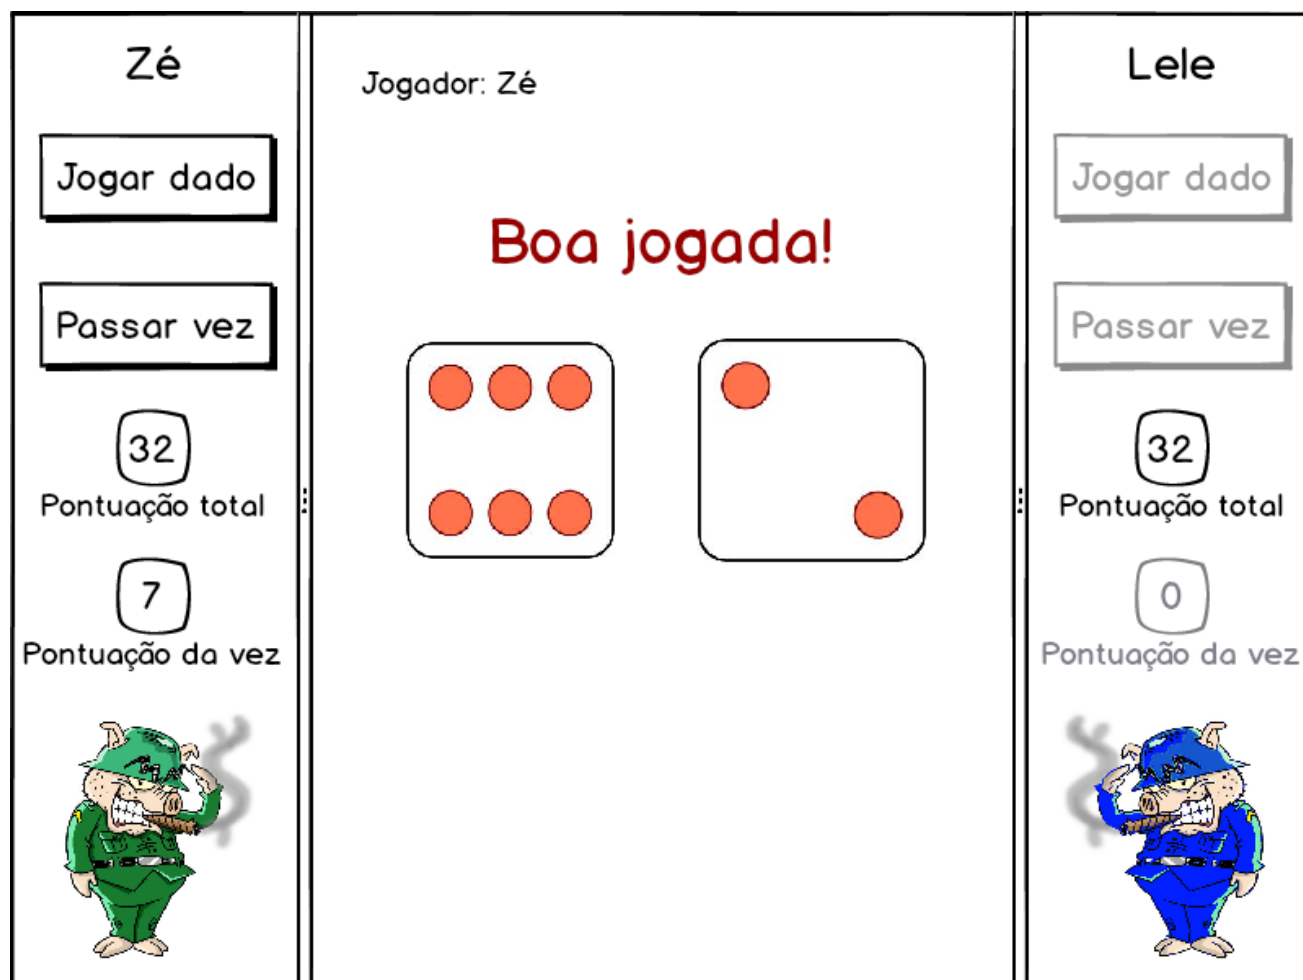 Zé
Jogar dado
Passar vez
32
Pontuação total
7
Pontuação da vez
Jogador: Zé
Boa jogada!
Lele
Jogar dado
Passar vez
32
Pontuação total
0
Pontuação da vez